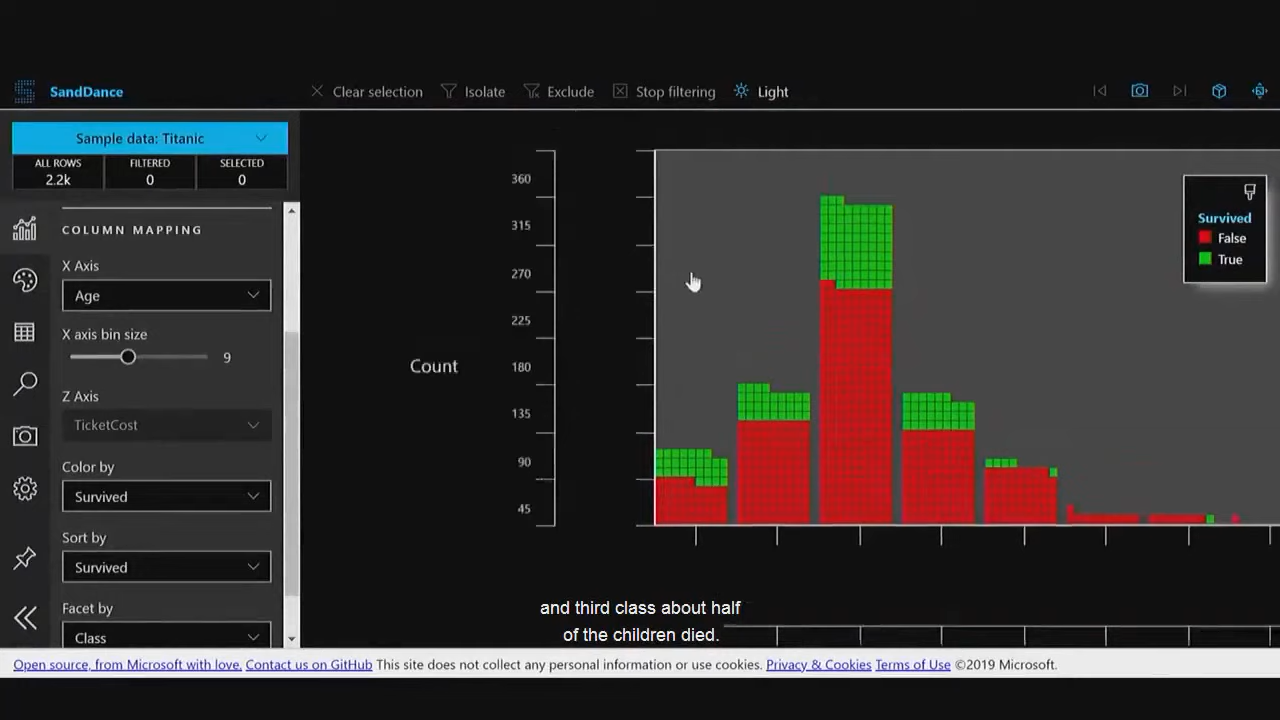 SandDance
Clear selection
Isolate
Exclude
Stop filtering
Light
Sample data: Titanic
ALL ROWS
2.2k
FILTERED
0
SELECTED
0
COLUMN MAPPING
X Axis
Age
X axis bin size
9
Z Axis
TicketCost
Color by
Survived
Sort by
Survived
Facet by
Class
Count
360
315
270
225
180
135
90
45
Survived
False
True
and third class about half
of the children died.
Open source, from Microsoft with love. Contact us on GitHub This site does not collect any personal information or use cookies. Privacy & Cookies Terms of Use ©2019 Microsoft.